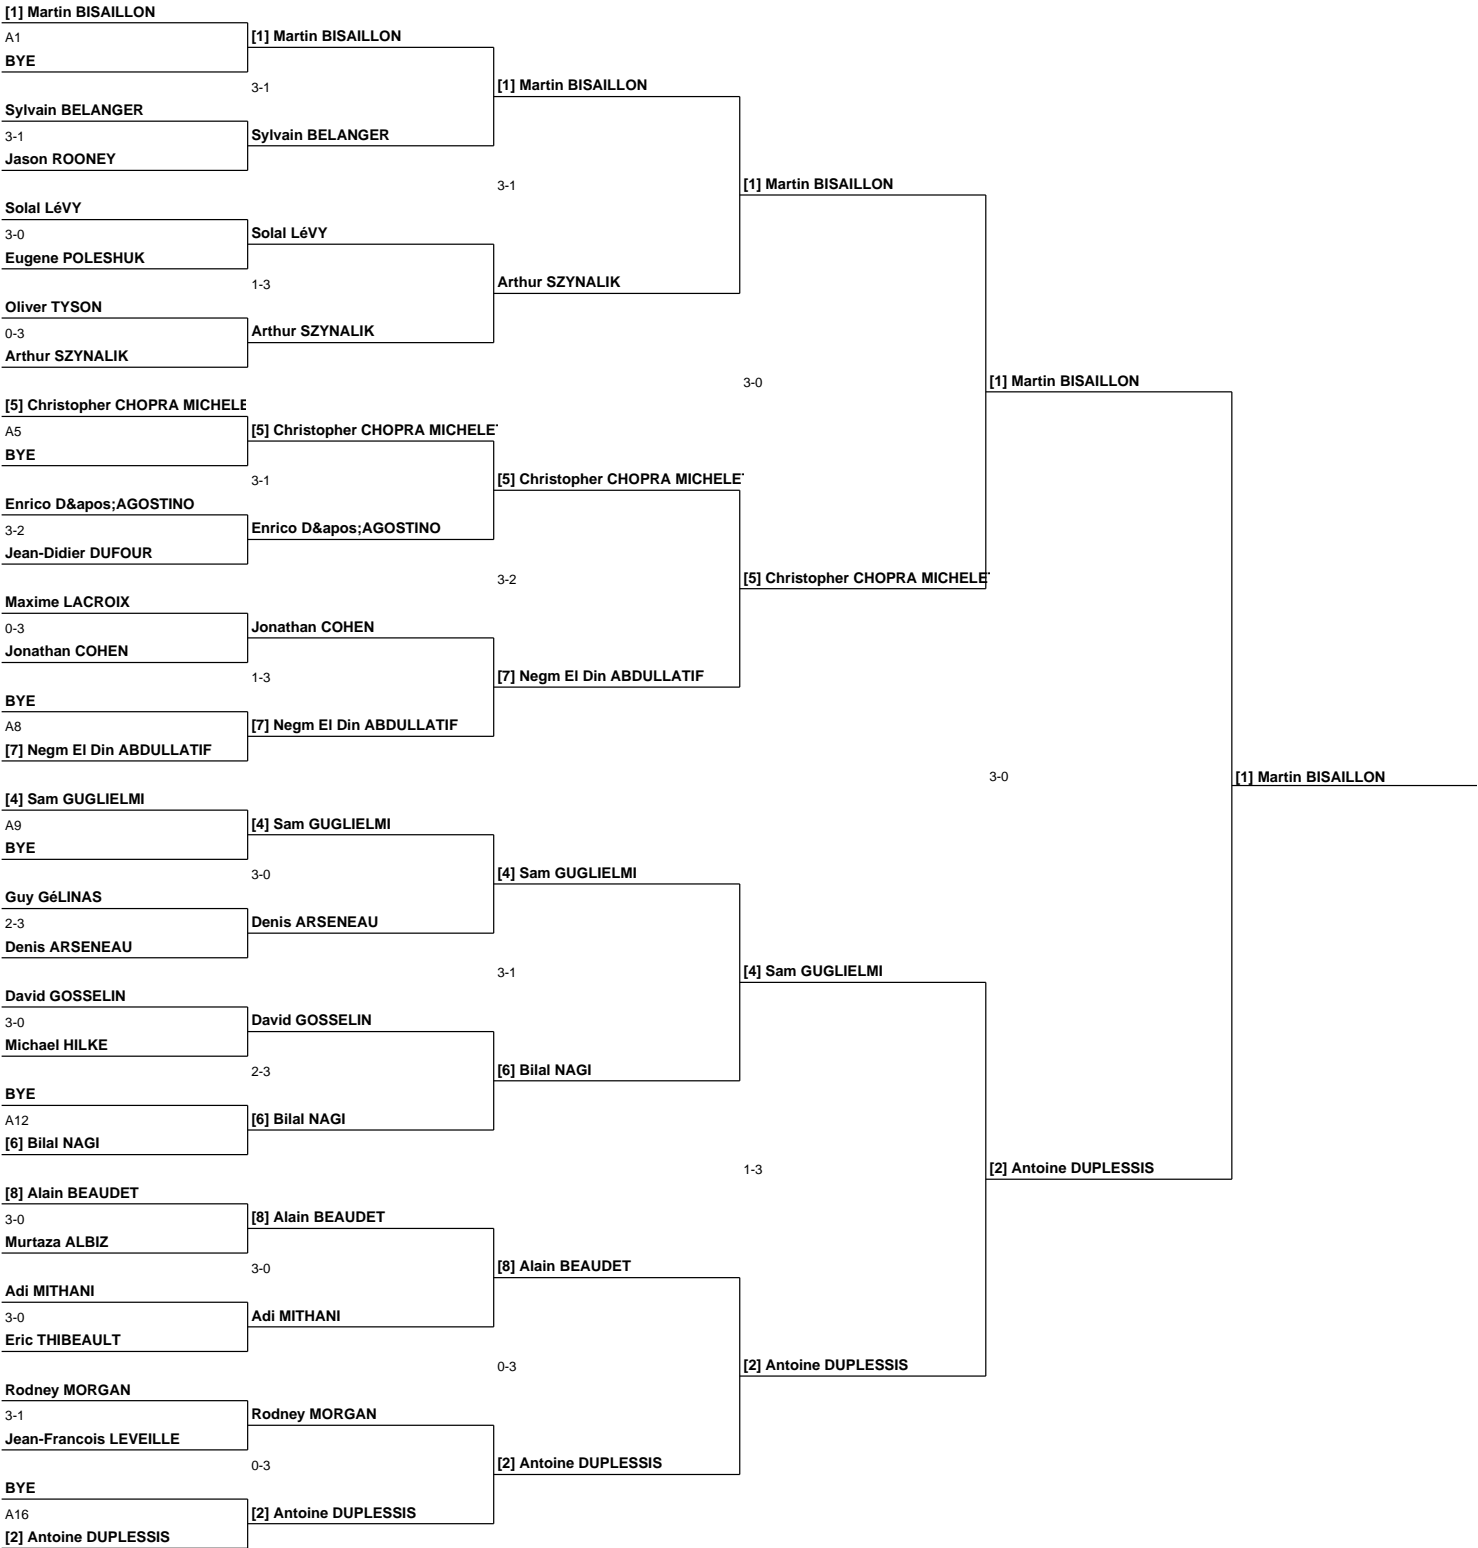 [1] Martin BISAILLON
A1
BYE
Sylvain BELANGER
3-1
Jason ROONEY
Solal LéVY
3-0
Eugene POLESHUK
Oliver TYSON
0-3
Arthur SZYNALIK
[5] Christopher CHOPRA MICHELE
A5
BYE
Enrico D&apos;AGOSTINO
3-2
Jean-Didier DUFOUR
Maxime LACROIX
0-3
Jonathan COHEN
BYE
A8
[7] Negm El Din ABDULLATIF
[4] Sam GUGLIELMI
A9
BYE
Guy GéLINAS
2-3
Denis ARSENEAU
David GOSSELIN
3-0
Michael HILKE
BYE
A12
[6] Bilal NAGI
[8] Alain BEAUDET
3-0
Murtaza ALBIZ
Adi MITHANI
3-0
Eric THIBEAULT
Rodney MORGAN
3-1
Jean-Francois LEVEILLE
BYE
A16
[2] Antoine DUPLESSIS
[1] Martin BISAILLON
3-1
Sylvain BELANGER
Solal LéVY
1-3
Arthur SZYNALIK
[5] Christopher CHOPRA MICHELE
3-1
Enrico D&apos;AGOSTINO
Jonathan COHEN
1-3
[7] Negm El Din ABDULLATIF
[4] Sam GUGLIELMI
3-0
Denis ARSENEAU
David GOSSELIN
2-3
[6] Bilal NAGI
[8] Alain BEAUDET
3-0
Adi MITHANI
Rodney MORGAN
0-3
[2] Antoine DUPLESSIS
[1] Martin BISAILLON
3-1
Arthur SZYNALIK
[5] Christopher CHOPRA MICHELE
3-2
[7] Negm El Din ABDULLATIF
[4] Sam GUGLIELMI
3-1
[6] Bilal NAGI
[8] Alain BEAUDET
0-3
[2] Antoine DUPLESSIS
[1] Martin BISAILLON
3-0
[5] Christopher CHOPRA MICHELE
[4] Sam GUGLIELMI
1-3
[2] Antoine DUPLESSIS
[1] Martin BISAILLON
3-0
[2] Antoine DUPLESSIS
[1] Martin BISAILLON